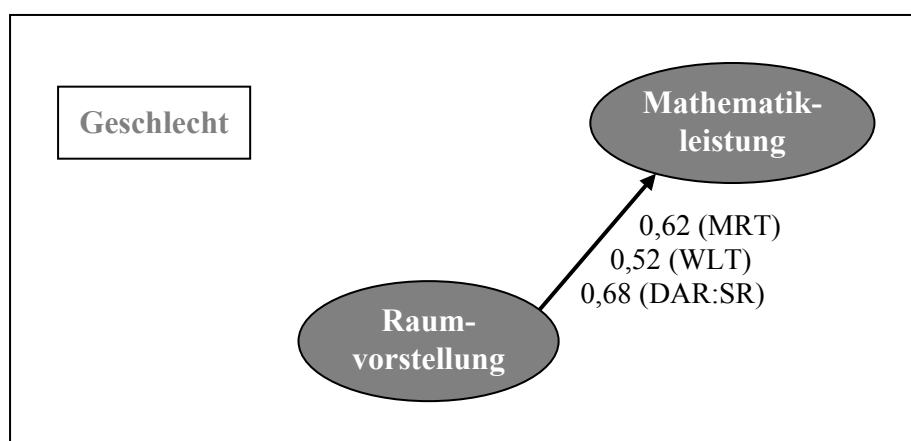 Geschlecht
Mathematik-
leistung
0,62 (MRT)
0,52 (WLT)
0,68 (DAR:SR)
Raum-
vorstellung